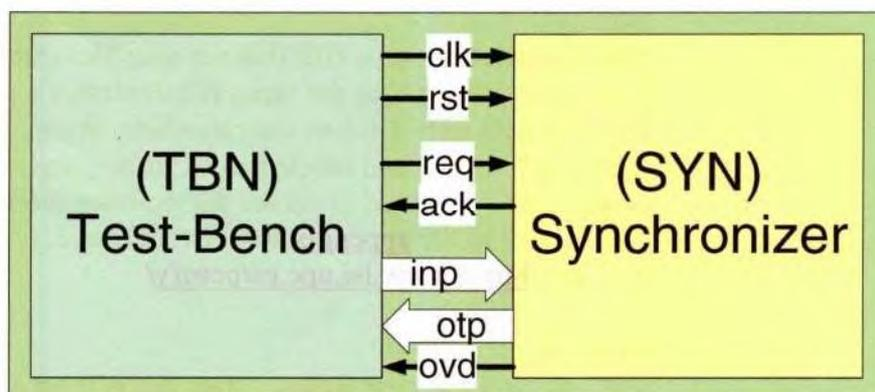 (TBN)
Test-Bench
clk
rst
req
ack
inp
otp
ovd
(SYN)
Synchronizer